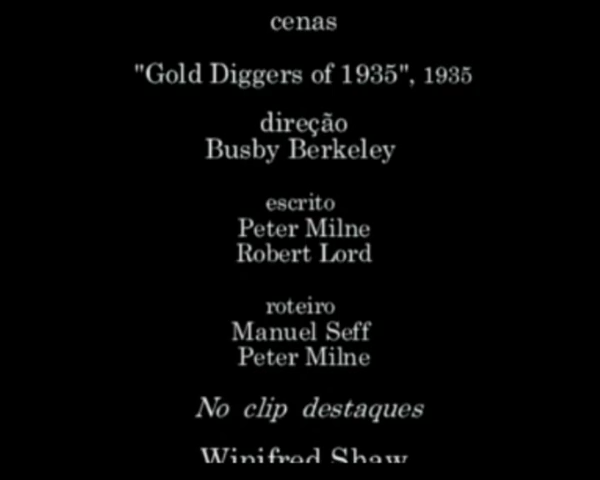 cenas
"Gold Diggers of 1935", 1935
direção
Busby Berkeley
escrito
Peter Milne
Robert Lord
roteiro
Manuel Seff
Peter Milne
No clip destaques
Winifred Shaw